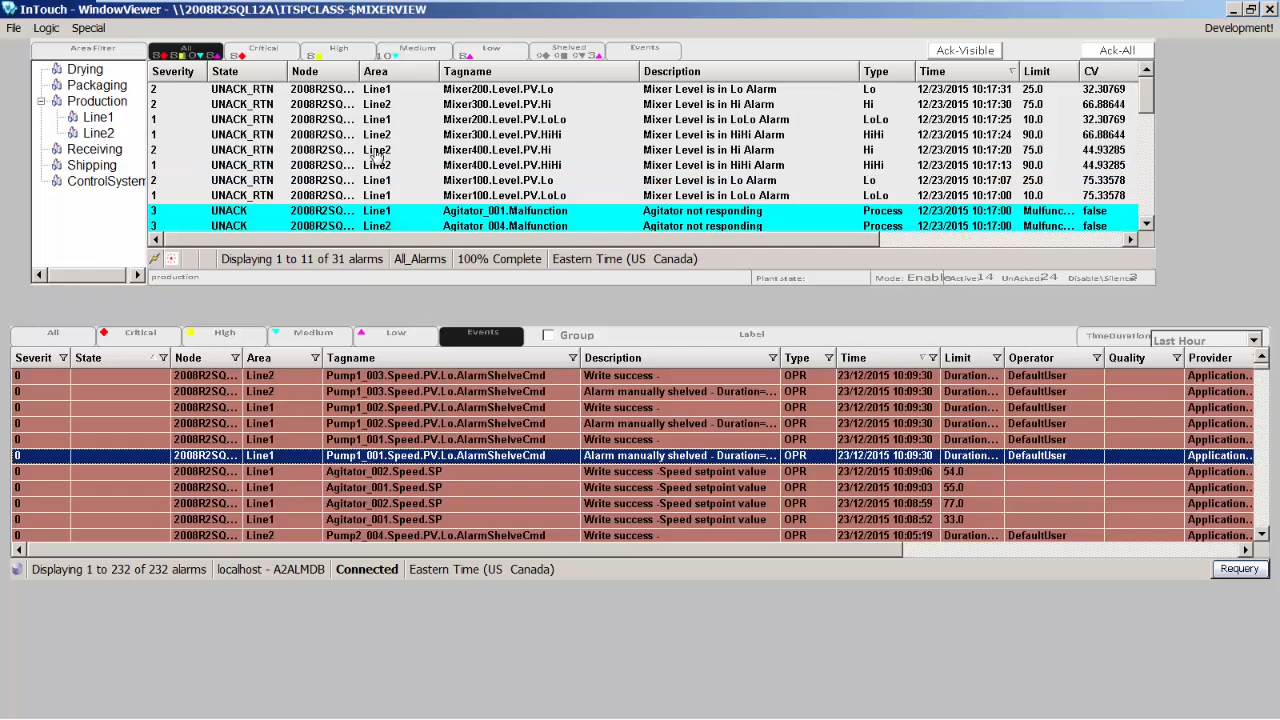 InTouch - WindowViewer - \\2008R2SQL12A\ITSPCLASS-$MIXERVIEW
File Logic Special Development!
Area Filter All Critical High Medium Low Shelved Events Ack-Visible Ack-All
8 8 10 8 8 8 10 8 0 0 0 3
Severity State Node Area Tagname Description Type Time Limit CV
Drying
Packaging
Production
Line1
Line2
Receiving
Shipping
ControlSystem
2 UNACK_RTN 2008R2SQ... Line1 Mixer200.Level.PV.Lo Mixer Level is in Lo Alarm Lo 12/23/2015 10:17:31 25.0 32.30769
2 UNACK_RTN 2008R2SQ... Line2 Mixer300.Level.PV.Hi Mixer Level is in Hi Alarm Hi 12/23/2015 10:17:30 75.0 66.88644
1 UNACK_RTN 2008R2SQ... Line1 Mixer200.Level.PV.LoLo Mixer Level is in LoLo Alarm LoLo 12/23/2015 10:17:26 10.0 32.30769
1 UNACK_RTN 2008R2SQ... Line2 Mixer300.Level.PV.HiHi Mixer Level is in HiHi Alarm HiHi 12/23/2015 10:17:24 90.0 66.88644
2 UNACK_RTN 2008R2SQ... Line2 Mixer400.Level.PV.Hi Mixer Level is in Hi Alarm Hi 12/23/2015 10:17:20 75.0 44.93285
1 UNACK_RTN 2008R2SQ... Line2 Mixer400.Level.PV.HiHi Mixer Level is in HiHi Alarm HiHi 12/23/2015 10:17:13 90.0 44.93285
2 UNACK_RTN 2008R2SQ... Line1 Mixer100.Level.PV.Lo Mixer Level is in Lo Alarm Lo 12/23/2015 10:17:07 25.0 75.33578
1 UNACK_RTN 2008R2SQ... Line1 Mixer100.Level.PV.LoLo Mixer Level is in LoLo Alarm LoLo 12/23/2015 10:17:02 10.0 75.33578
3 UNACK 2008R2SQ... Line1 Agitator_001.Malfunction Agitator not responding Process 12/23/2015 10:17:00 Mulfunc... false
3 UNACK 2008R2SQ... Line2 Agitator_004.Malfunction Agitator not responding Process 12/23/2015 10:17:00 Mulfunc... false
Displaying 1 to 11 of 31 alarms All_Alarms 100% Complete Eastern Time (US Canada)
production Plant state: Mode: Enable Active: 14 UnAcked: 24 Disable\Silence: 3
All Critical High Medium Low Events Group Label TimeDuration Last Hour
Severit State Node Area Tagname Description Type Time Limit Operator Quality Provider
0 2008R2SQ... Line2 Pump1_003.Speed.PV.Lo.AlarmShelveCmd Write success - OPR 23/12/2015 10:09:30 Duration... DefaultUser Application...
0 2008R2SQ... Line2 Pump1_003.Speed.PV.Lo.AlarmShelveCmd Alarm manually shelved - Duration=... OPR 23/12/2015 10:09:30 Duration... DefaultUser Application...
0 2008R2SQ... Line1 Pump1_002.Speed.PV.Lo.AlarmShelveCmd Write success - OPR 23/12/2015 10:09:30 Duration... DefaultUser Application...
0 2008R2SQ... Line1 Pump1_002.Speed.PV.Lo.AlarmShelveCmd Alarm manually shelved - Duration=... OPR 23/12/2015 10:09:30 Duration... DefaultUser Application...
0 2008R2SQ... Line1 Pump1_001.Speed.PV.Lo.AlarmShelveCmd Write success - OPR 23/12/2015 10:09:30 Duration... DefaultUser Application...
0 2008R2SQ... Line1 Pump1_001.Speed.PV.Lo.AlarmShelveCmd Alarm manually shelved - Duration=... OPR 23/12/2015 10:09:30 Duration... DefaultUser Application...
0 2008R2SQ... Line1 Agitator_002.Speed.SP Write success -Speed setpoint value OPR 23/12/2015 10:09:06 54.0 Application...
0 2008R2SQ... Line1 Agitator_001.Speed.SP Write success -Speed setpoint value OPR 23/12/2015 10:09:03 55.0 Application...
0 2008R2SQ... Line1 Agitator_002.Speed.SP Write success -Speed setpoint value OPR 23/12/2015 10:08:59 77.0 Application...
0 2008R2SQ... Line1 Agitator_001.Speed.SP Write success -Speed setpoint value OPR 23/12/2015 10:08:52 33.0 Application...
0 2008R2SQ... Line2 Pump2_004.Speed.PV.Lo.AlarmShelveCmd Write success - OPR 23/12/2015 10:05:19 Duration... DefaultUser Application...
Displaying 1 to 232 of 232 alarms localhost - A2ALMDB Connected Eastern Time (US Canada) Requery